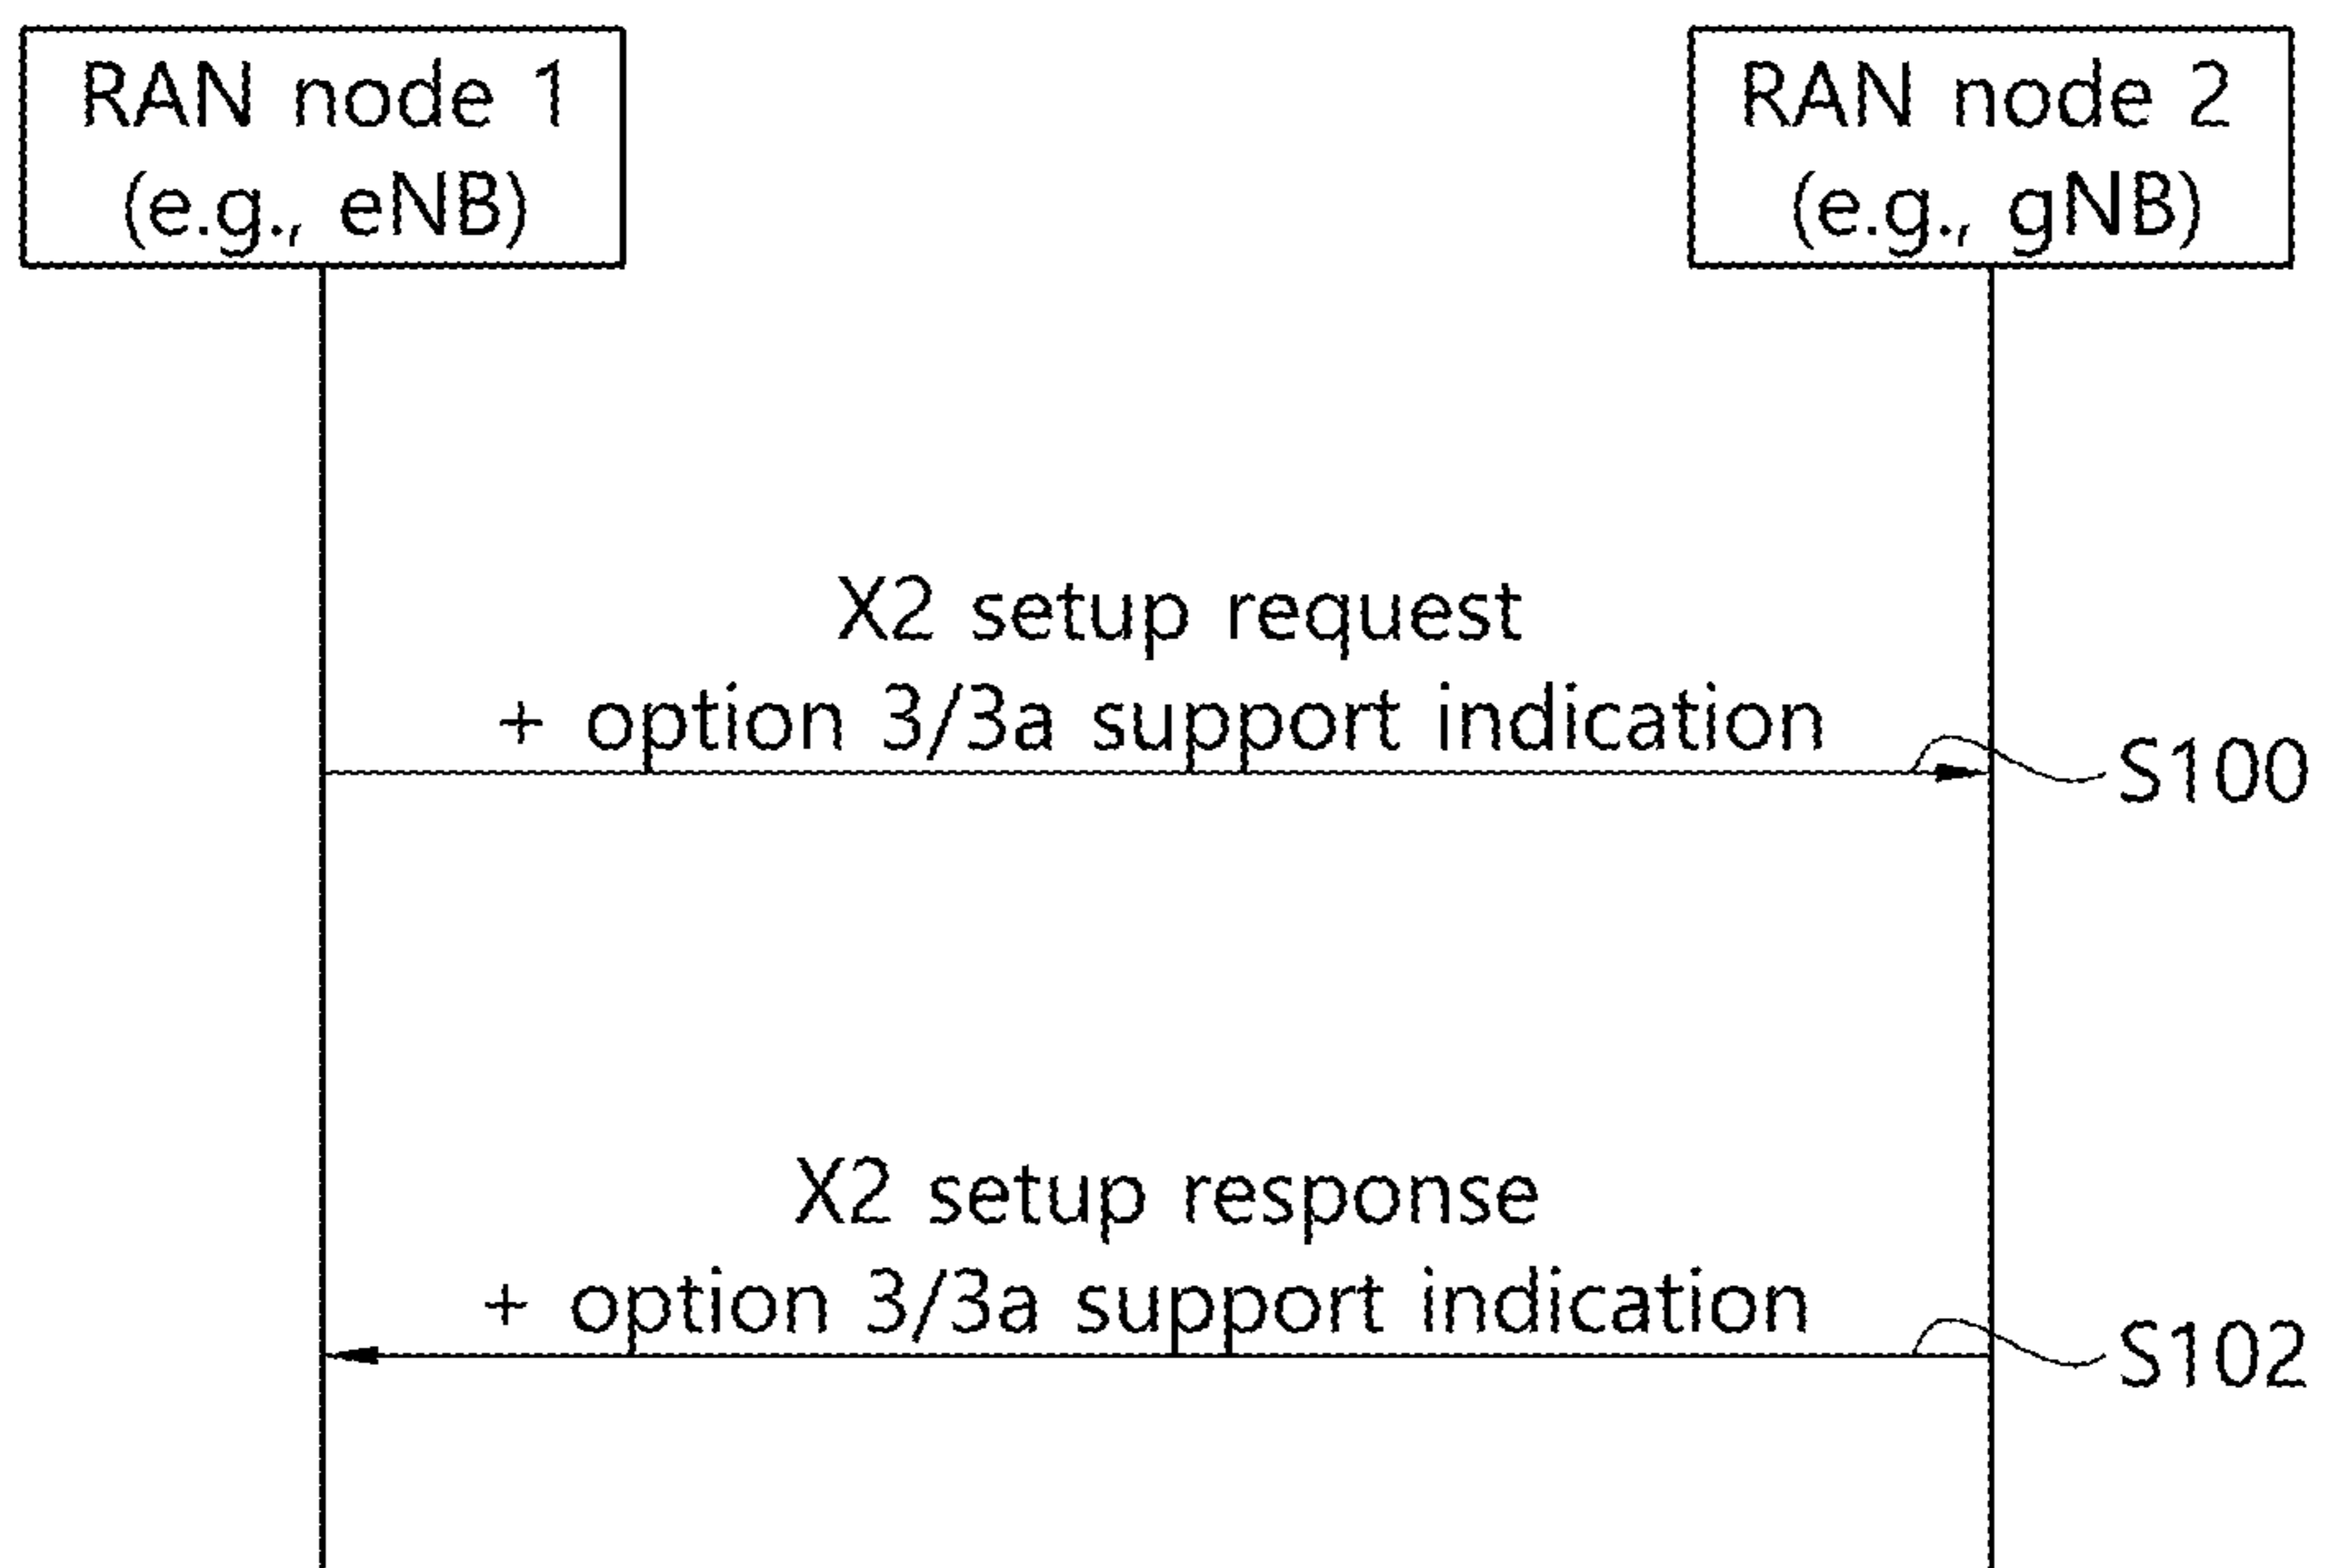 RAN node 1
(e.g., eNB)
RAN node 2
(e.g., gNB)
X2 setup request
+ option 3/3a support indication
S100
X2 setup response
+ option 3/3a support indication
S102